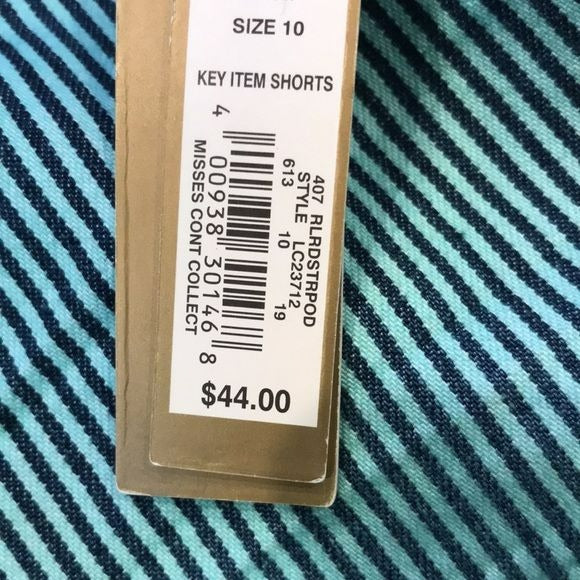 SIZE 10
KEY ITEM SHORTS
407 RLRDSTRPOD
STYLE LC23712
613 10 19
4 00938 30146 8
MISSES CONT COLLECT
$44.00